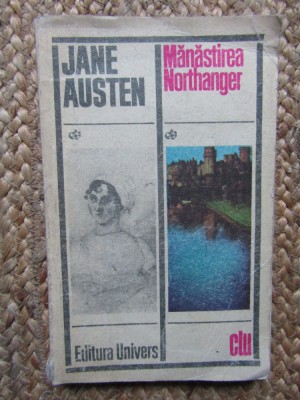 JANE
AUSTEN
Mănăstirea
Northanger
Editura Univers
clu